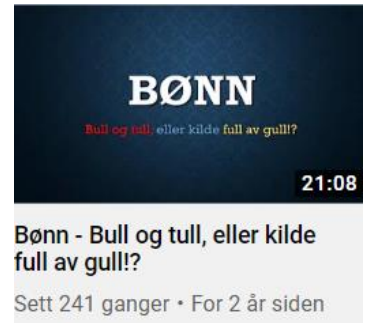 BØNN
Bull og tull, eller kilde full av gull!?
21:08
Bønn - Bull og tull, eller kilde
full av gull!?
Sett 241 ganger • For 2 år siden